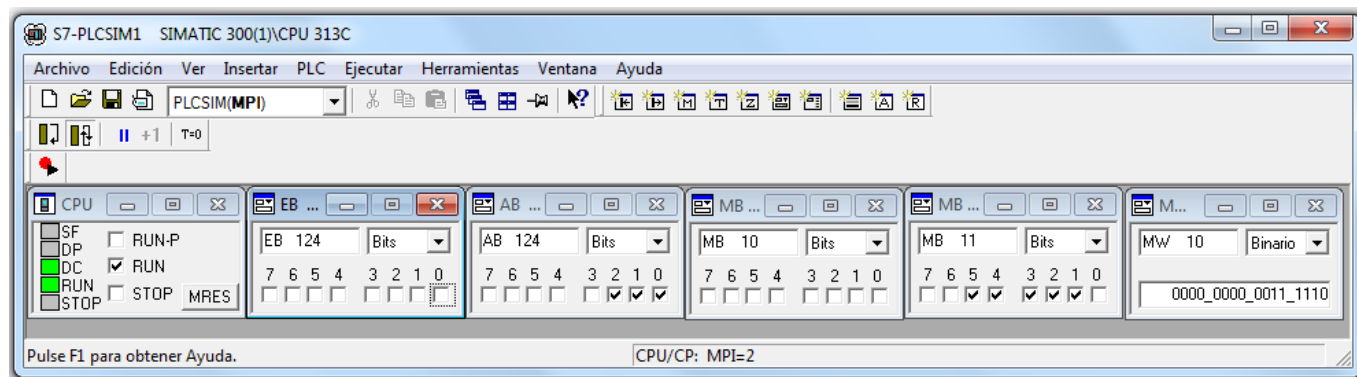 S7-PLCSIM1 SIMATIC 300(1)\CPU 313C
Archivo Edición Ver Insertar PLC Ejecutar Herramientas Ventana Ayuda
PLCSIM(MPI)
+1 T=0
CPU EB ... AB ... MB ... MB ... M...
SF
DP
DC
RUN
STOP
RUN-P
RUN
STOP MRES
EB 124 Bits
7 6 5 4 3 2 1 0
AB 124 Bits
7 6 5 4 3 2 1 0
MB 10 Bits
7 6 5 4 3 2 1 0
MB 11 Bits
7 6 5 4 3 2 1 0
MW 10 Binario
0000_0000_0011_1110
Pulse F1 para obtener Ayuda. CPU/CP: MPI=2